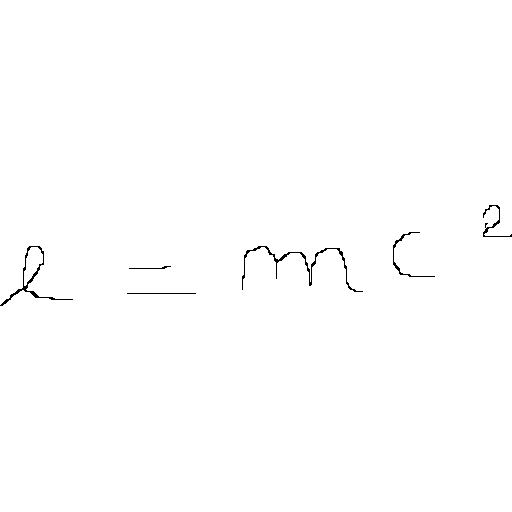 e = mc²